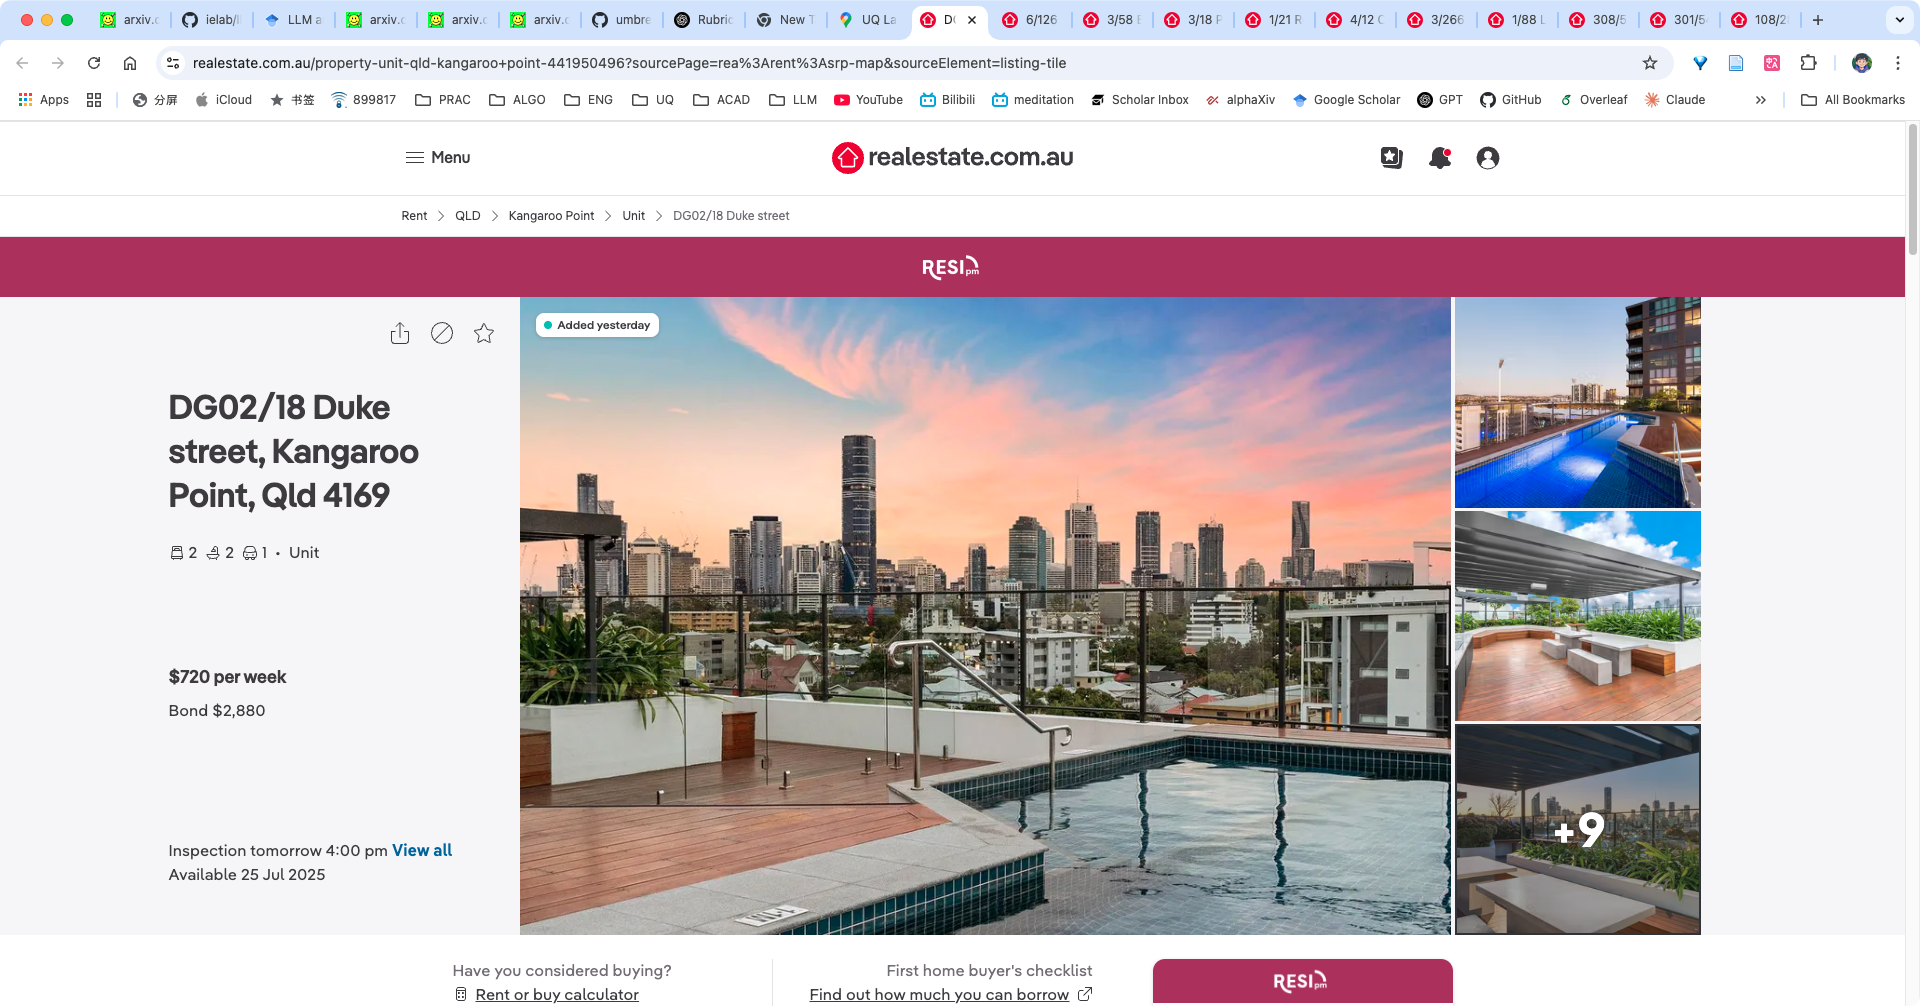 arxiv.c
ielab/ll
LLM a
arxiv.c
arxiv.c
arxiv.c
umbre
Rubric
New T
UQ La
DG
6/126
3/58 E
3/18 P
1/21 R
4/12 C
3/266
1/88 L
308/5
301/5
108/2
realestate.com.au/property-unit-qld-kangaroo+point-441950496?sourcePage=rea%3Arent%3Asrp-map&sourceElement=listing-tile
Apps
分屏
iCloud
书签
899817
PRAC
ALGO
ENG
UQ
ACAD
LLM
YouTube
Bilibili
meditation
Scholar Inbox
alphaXiv
Google Scholar
GPT
GitHub
Overleaf
Claude
All Bookmarks
Menu
realestate.com.au
Rent > QLD > Kangaroo Point > Unit > DG02/18 Duke street
RESI pm
Added yesterday
DG02/18 Duke
street, Kangaroo
Point, Qld 4169
2 2 1 • Unit
$720 per week
Bond $2,880
Inspection tomorrow 4:00 pm View all
Available 25 Jul 2025
+9
Have you considered buying?
Rent or buy calculator
First home buyer's checklist
Find out how much you can borrow
RESI pm